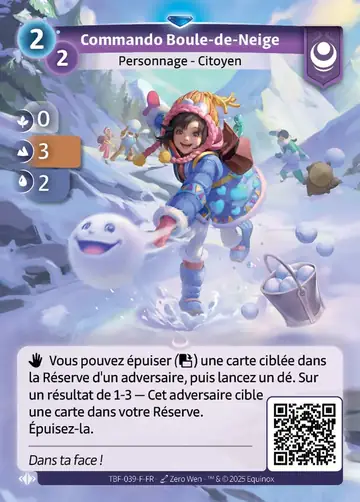 2
2
Commando Boule-de-Neige
Personnage - Citoyen
0
3
2
Vous pouvez épuiser () une carte ciblée dans
la Réserve d'un adversaire, puis lancez un dé. Sur
un résultat de 1-3 — Cet adversaire cible
une carte dans votre Réserve.
Épuisez-la.
Dans ta face !
TBF-039-F-FR - Zero Wen - ™ & © 2025 Equinox